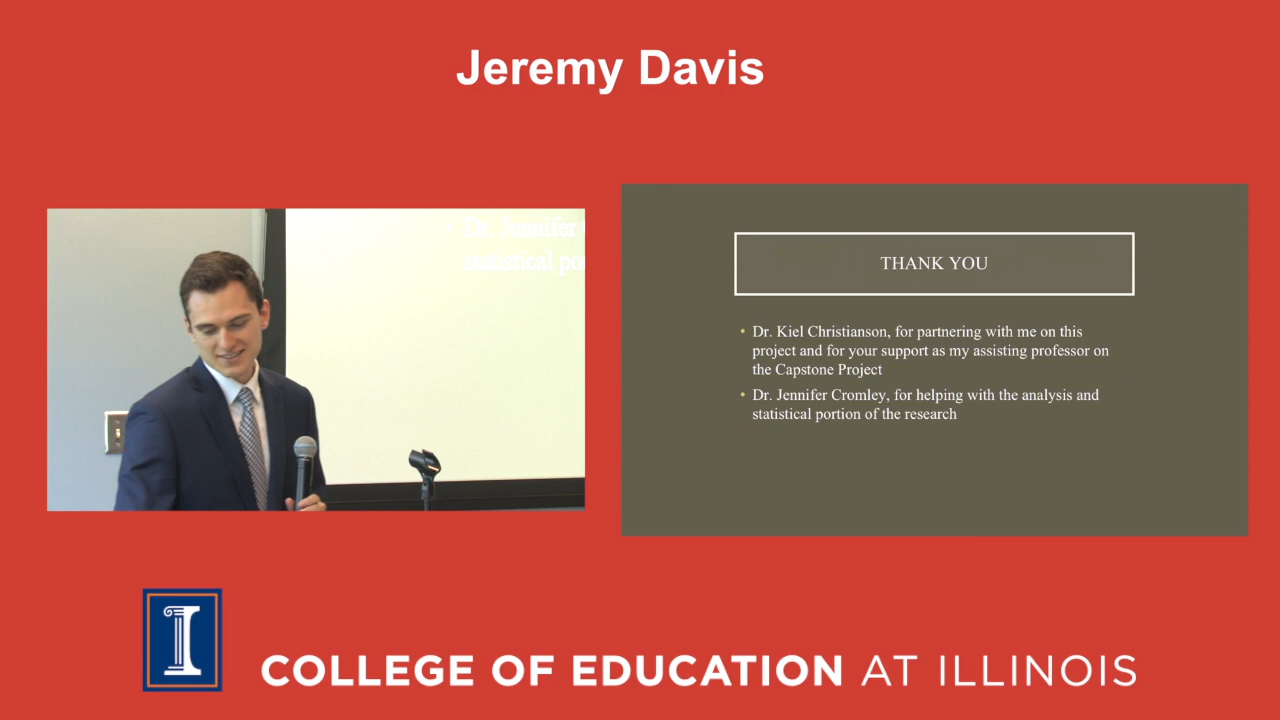 Jeremy Davis
• Dr. Jennifer
statistical
THANK YOU
• Dr. Kiel Christianson, for partnering with me on this
project and for your support as my assisting professor on
the Capstone Project
• Dr. Jennifer Cromley, for helping with the analysis and
statistical portion of the research
I
COLLEGE OF EDUCATION AT ILLINOIS